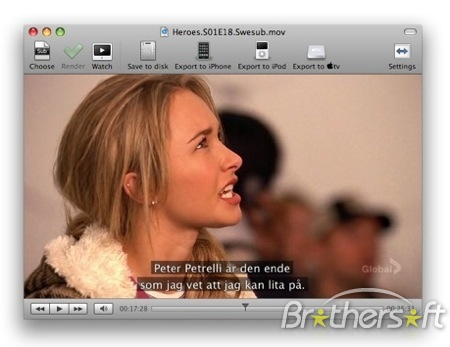 Heroes.S01E18.Swesub.mov
SUB
Choose Render Watch Save to disk Export to iPhone Export to iPod Export to tv Settings
Peter Petrelli är den ende
som jag vet att jag kan lita på.
Global
00:17:28
Brothersoft